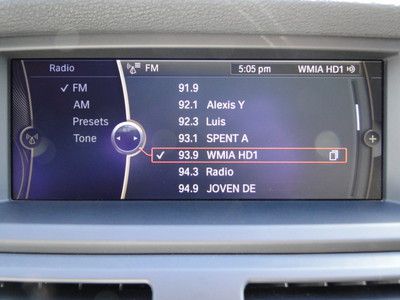 Radio
FM
AM
Presets
Tone
FM 5:05 pm WMIA HD1
91.9
92.1 Alexis Y
92.3 Luis
93.1 SPENT A
93.9 WMIA HD1
94.3 Radio
94.9 JOVEN DE